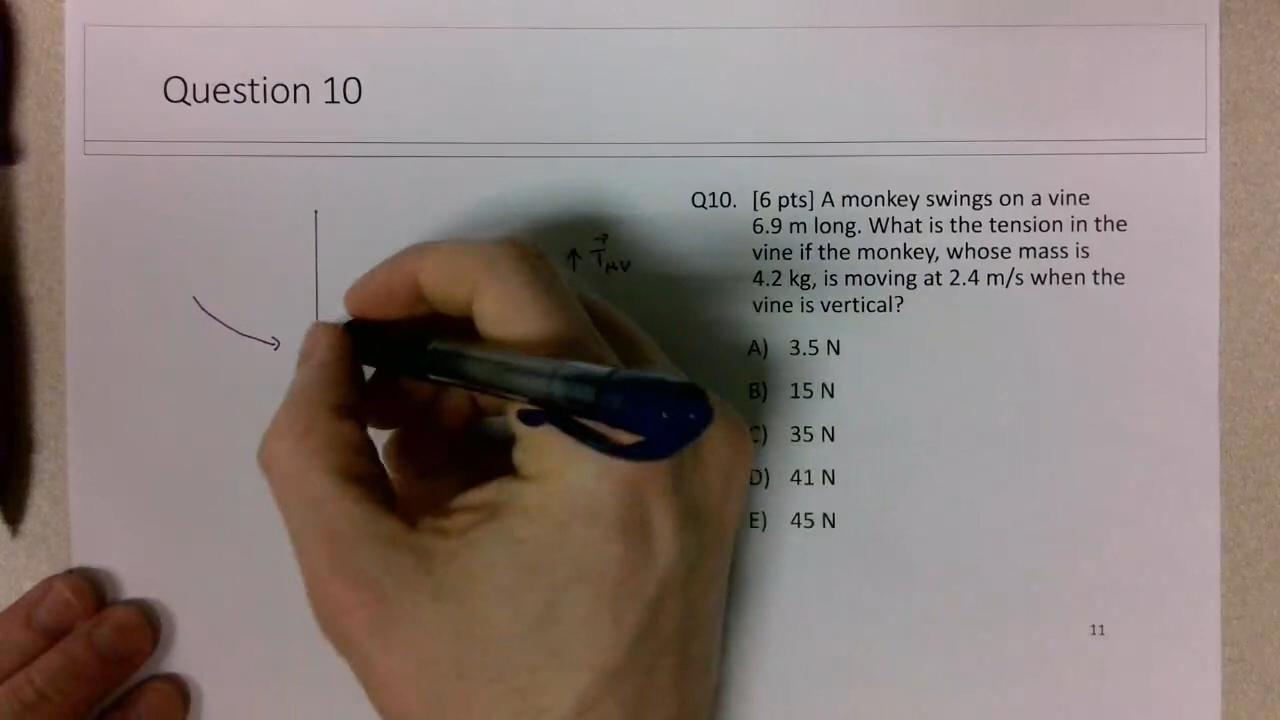 Question 10
Q10. [6 pts] A monkey swings on a vine
6.9 m long. What is the tension in the
vine if the monkey, whose mass is
4.2 kg, is moving at 2.4 m/s when the
vine is vertical?
A) 3.5 N
B) 15 N
C) 35 N
D) 41 N
E) 45 N
T
11